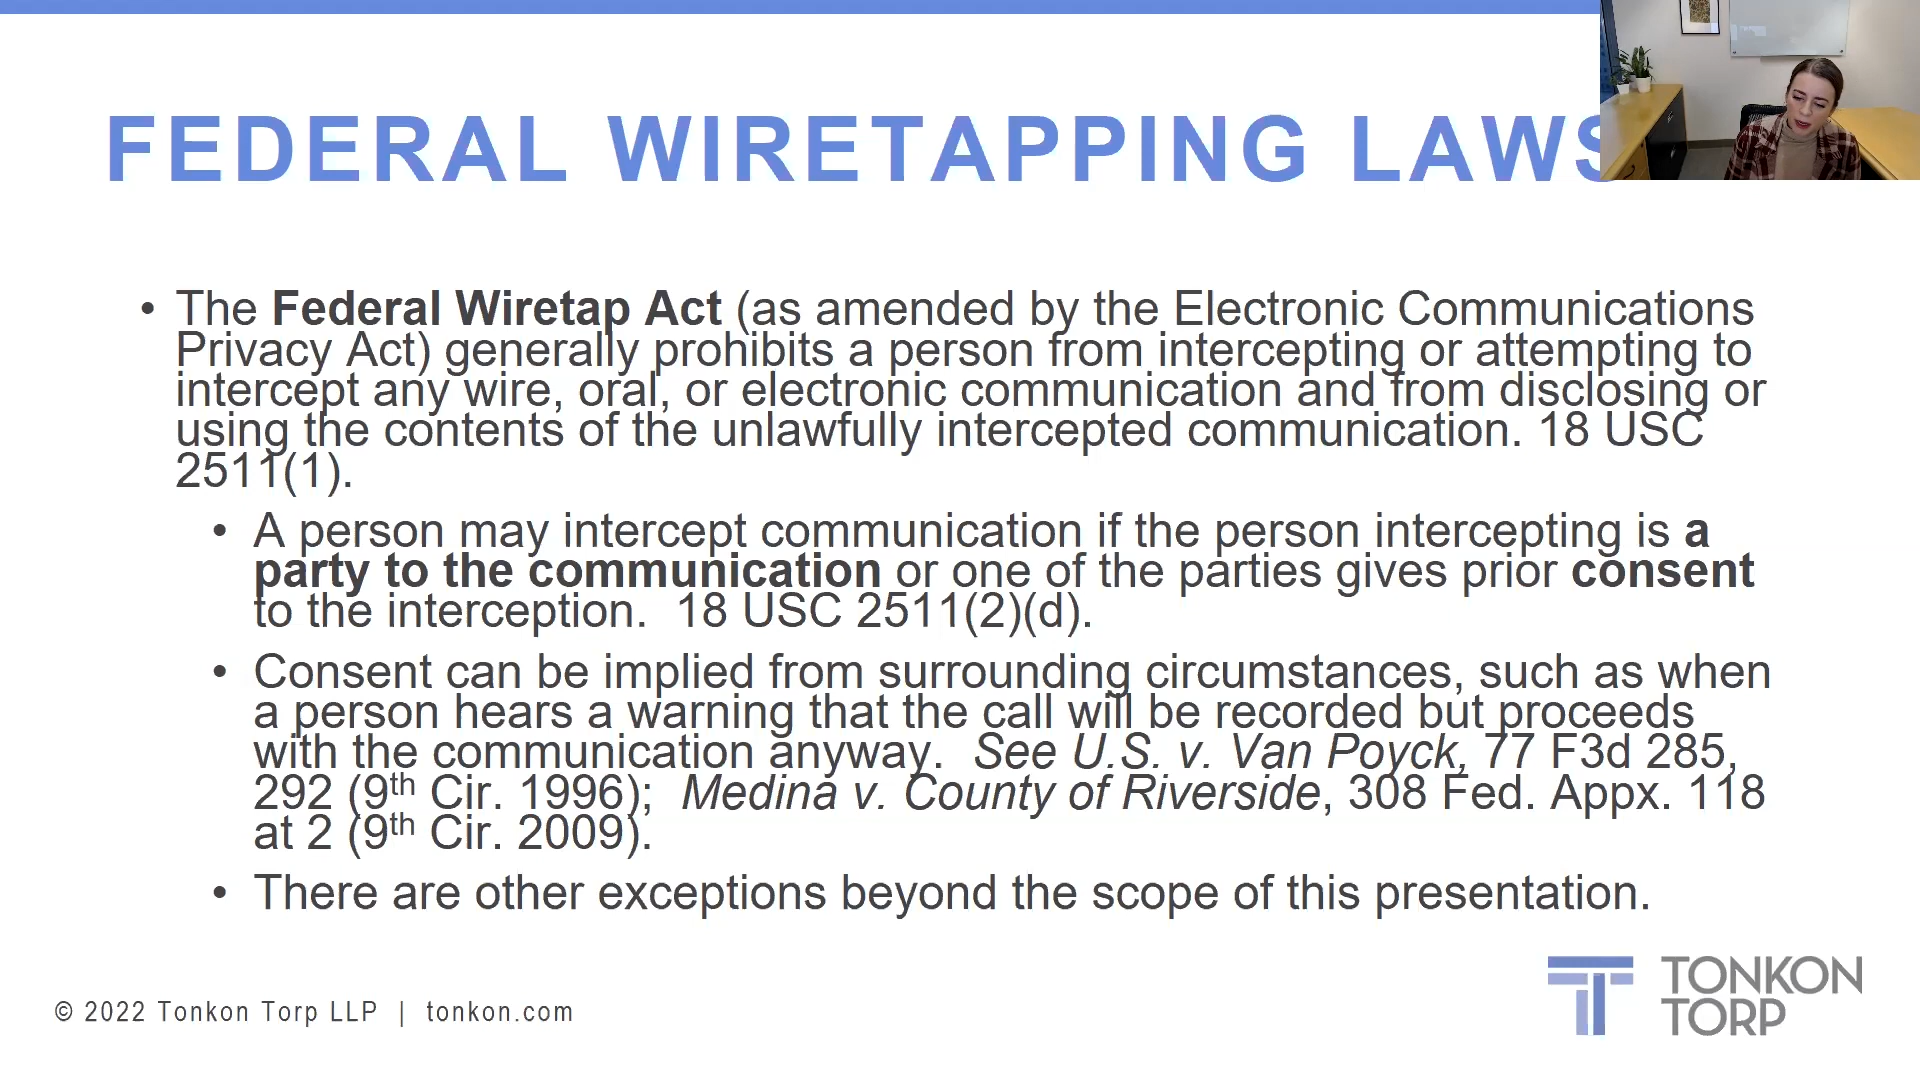 FEDERAL WIRETAPPING LAWS
• The Federal Wiretap Act (as amended by the Electronic Communications
Privacy Act) generally prohibits a person from intercepting or attempting to
intercept any wire, oral, or electronic communication and from disclosing or
using the contents of the unlawfully intercepted communication. 18 USC
2511(1).
• A person may intercept communication if the person intercepting is a
party to the communication or one of the parties gives prior consent
to the interception.  18 USC 2511(2)(d).
• Consent can be implied from surrounding circumstances, such as when
a person hears a warning that the call will be recorded but proceeds
with the communication anyway.  See U.S. v. Van Poyck, 77 F3d 285,
292 (9th Cir. 1996);  Medina v. County of Riverside, 308 Fed. Appx. 118
at 2 (9th Cir. 2009).
• There are other exceptions beyond the scope of this presentation.
© 2022 Tonkon Torp LLP | tonkon.com
TONKON
TORP